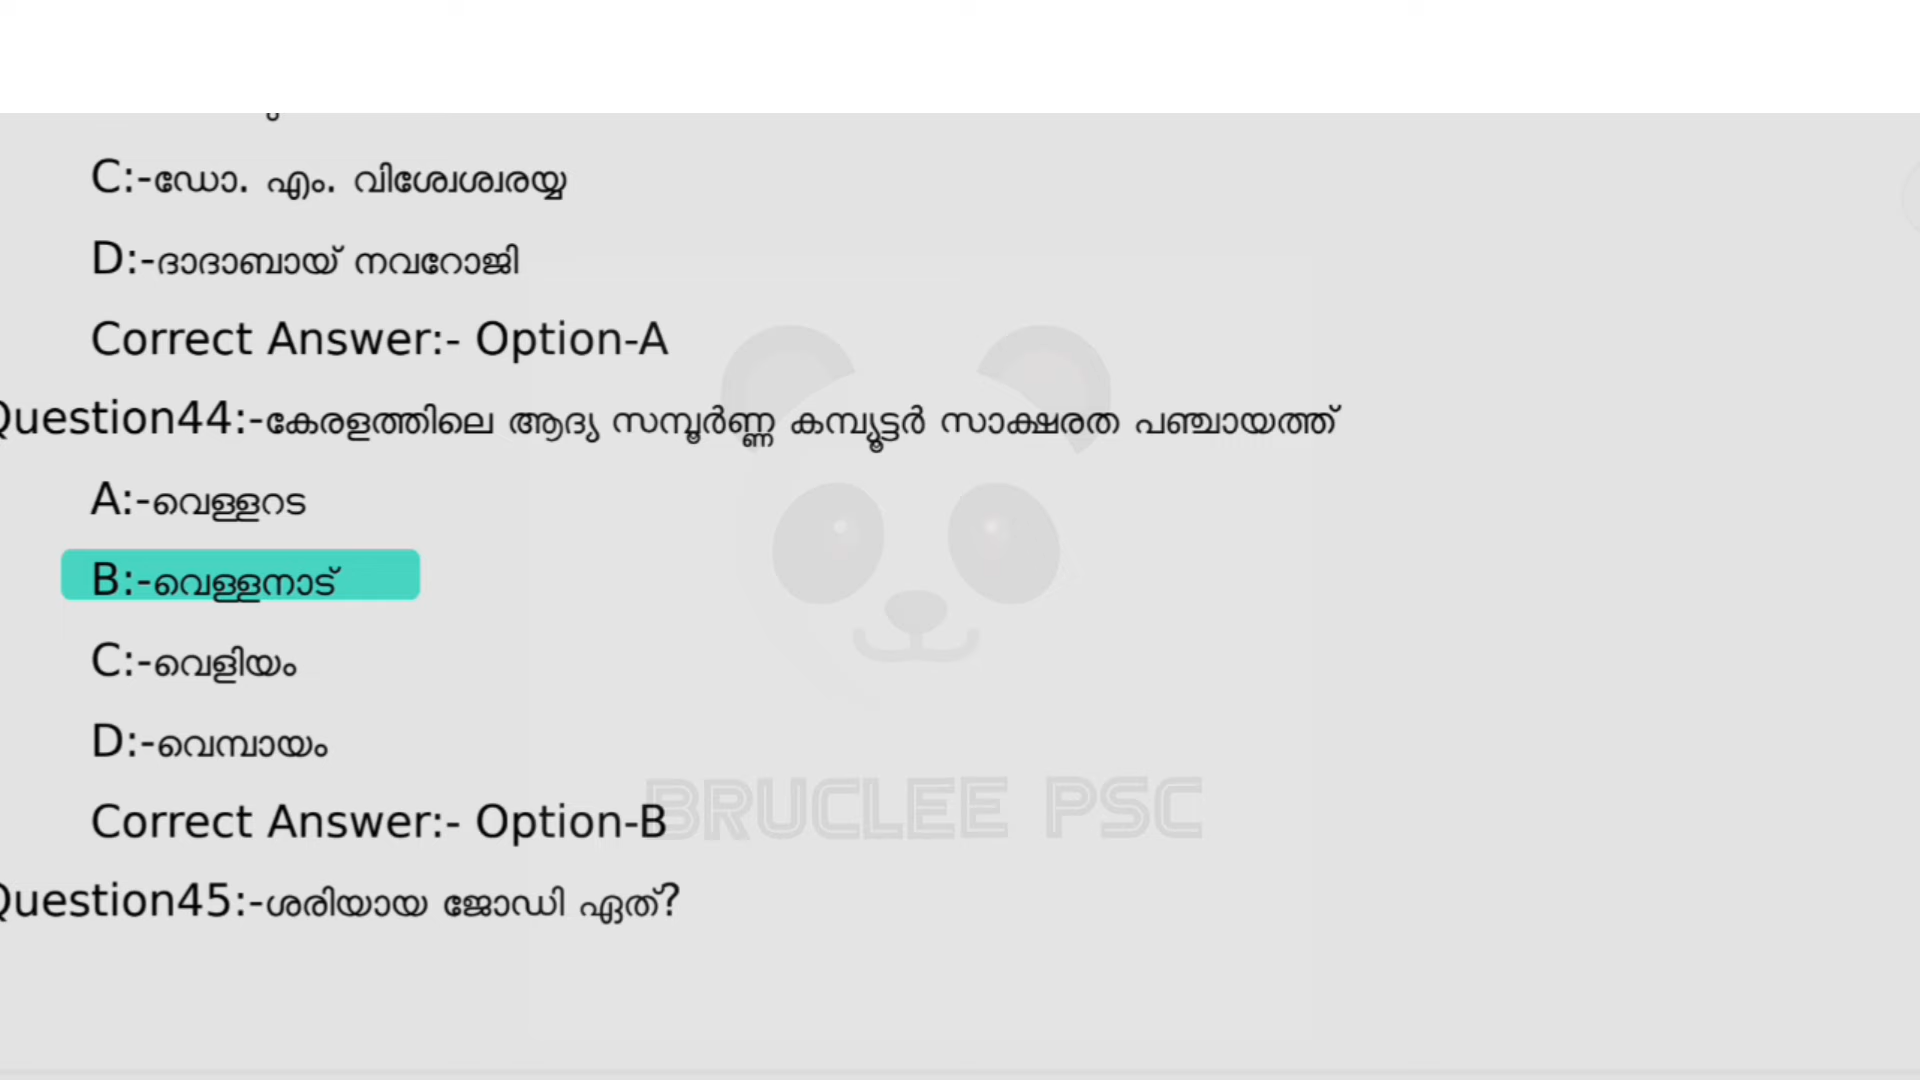 C:-ഡോ. എം. വിശ്വേശ്വരയ്യ
D:-ദാദാബായ് നവറോജി
Correct Answer:- Option-A
Question44:-കേരളത്തിലെ ആദ്യ സമ്പൂർണ്ണ കമ്പ്യൂട്ടർ സാക്ഷരത പഞ്ചായത്ത്
A:-വെള്ളറട
B:-വെള്ളനാട്
C:-വെളിയം
D:-വെമ്പായം
Correct Answer:- Option-B
BRUCLEE PSC
Question45:-ശരിയായ ജോഡി ഏത്?